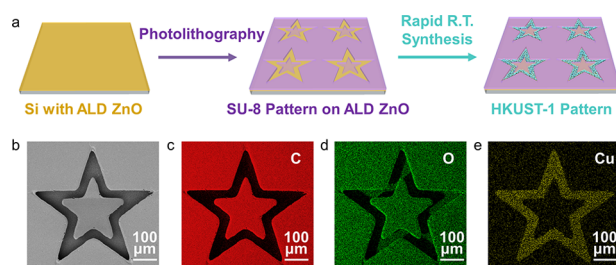 a
Photolithography
Rapid R.T.
Synthesis
Si with ALD ZnO
SU-8 Pattern on ALD ZnO
HKUST-1 Pattern
b
100
μm
c
C
100
μm
d
O
100
μm
e
Cu
100
μm